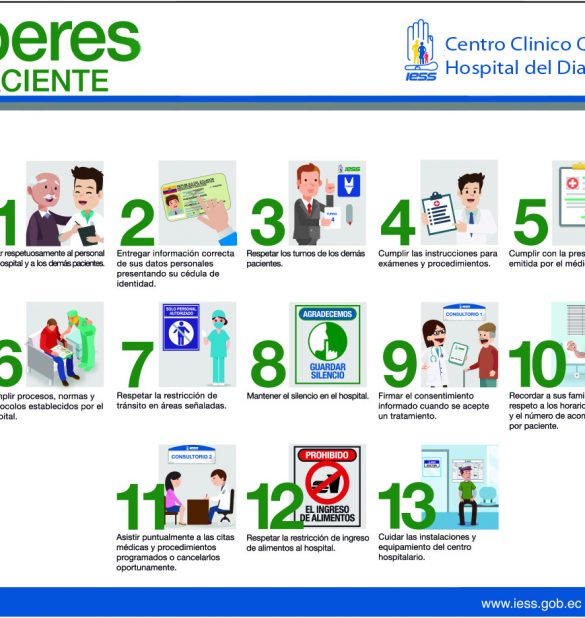 beres
ACIENTE
iess
Centro Clinico
Hospital del Dia
1
respetuosamente al personal
hospital y a los demás pacientes.
2
REPÚBLICA DEL ECUADOR
Entregar información correcta
de sus datos personales
presentando su cédula de
identidad.
3
iess
TURNO
4
Respetar los turnos de los demás
pacientes.
4
Cumplir las instrucciones para
exámenes y procedimientos.
5
Cumplir con la pres
emitida por el médi
6
plir procesos, normas y
ocolos establecidos por el
pital.
7
SOLO PERSONAL
AUTORIZADO
Respetar la restricción de
tránsito en áreas señaladas.
8
AGRADECEMOS
GUARDAR
SILENCIO
Mantener el silencio en el hospital.
9
CONSULTORIO 1
Firmar el consentimiento
informado cuando se acepte
un tratamiento.
10
Recordar a sus fami
respeto a los horario
y el número de acom
por paciente.
11
CONSULTORIO 2
Asistir puntualmente a las citas
médicas y procedimientos
programados o cancelarlos
oportunamente.
12
PROHIBIDO
EL INGRESO
DE ALIMENTOS
Respetar la restricción de ingreso
de alimentos al hospital.
13
Cuidar las instalaciones y
equipamiento del centro
hospitalario.
www.iess.gob.ec